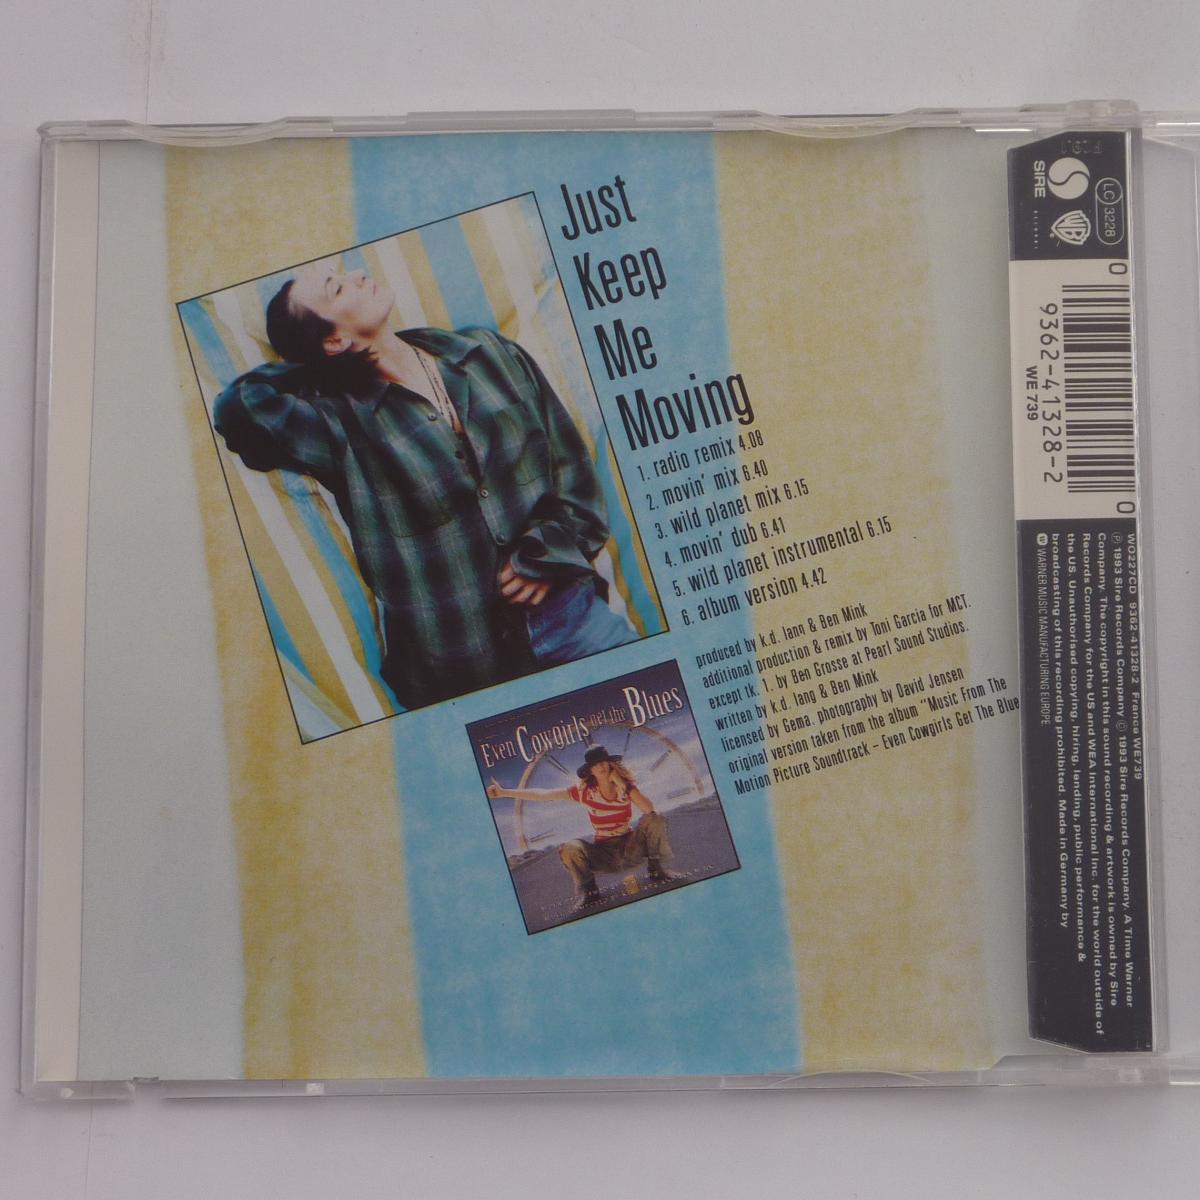 Just
Keep
Me
Moving
1. radio remix 4.08
2. movin' mix 6.40
3. wild planet mix 6.15
4. movin' dub 6.41
5. wild planet instrumental 6.15
6. album version 4.42
produced by k.d. lang & Ben Mink
additional production & remix by Toni Garcia for MCT.
except tk. 1. by Ben Grosse at Pearl Sound Studios.
written by k.d. lang & Ben Mink
licensed by Gema. photography by David Jensen
original version taken from the album "Music From The
Motion Picture Soundtrack – Even Cowgirls Get The Blue
Even Cowgirls get the Blues
SIRE
LC 3228
WB
0
9362-41328-2
0
WE 739
WO227CD 9362-41328-2 France WE739
Ⓟ 1993 Sire Records Company © 1993 Sire Records Company. A Time Warner
Company. The copyright in this sound recording & artwork is owned by Sire
Records Company for the US and WEA International Inc. for the world outside of
the US. Unauthorised copying, hiring, lending, public performance &
broadcasting of this recording prohibited. Made in Germany by
WARNER MUSIC MANUFACTURING EUROPE